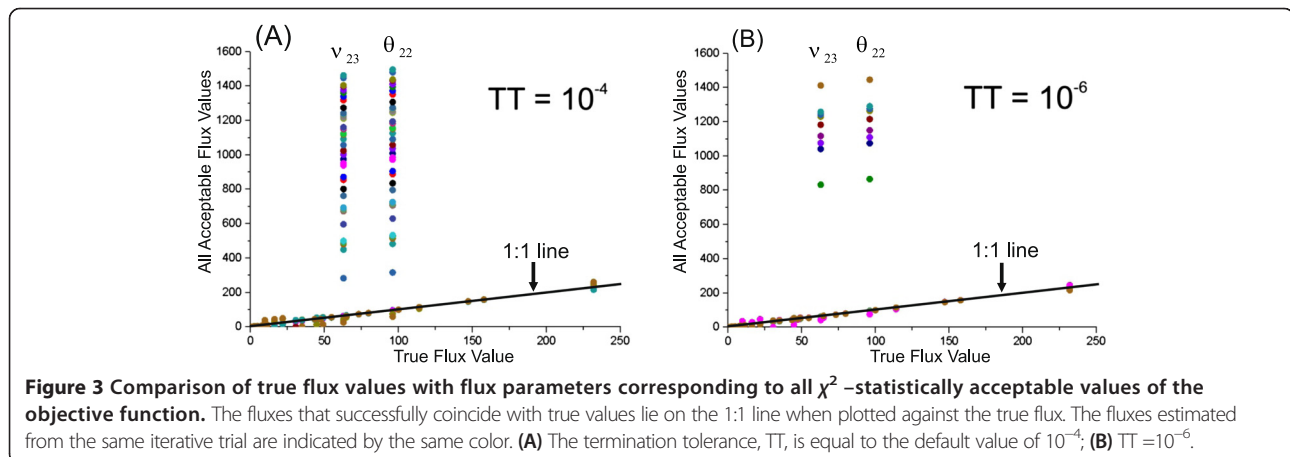 (A)
ν 23
θ 22
TT = 10-4
All Acceptable Flux Values
1600
1400
1200
1000
800
600
400
200
0
1:1 line
0 50 100 150 200 250
True Flux Value
(B)
ν 23
θ 22
TT = 10-6
All Acceptable Flux Values
1600
1400
1200
1000
800
600
400
200
0
1:1 line
0 50 100 150 200 250
True Flux Value
Figure 3 Comparison of true flux values with flux parameters corresponding to all χ2 –statistically acceptable values of the
objective function. The fluxes that successfully coincide with true values lie on the 1:1 line when plotted against the true flux. The fluxes estimated
from the same iterative trial are indicated by the same color. (A) The termination tolerance, TT, is equal to the default value of 10−4; (B) TT =10−6.